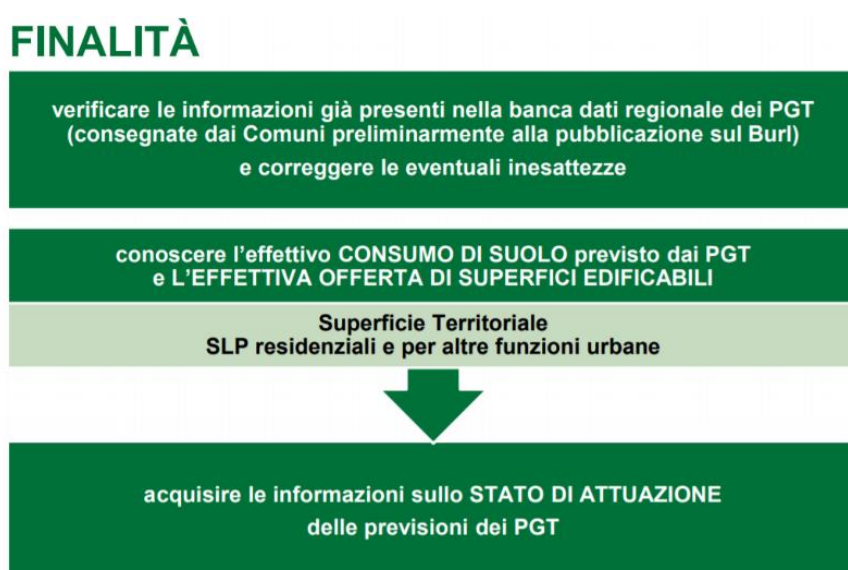 FINALITÀ
verificare le informazioni già presenti nella banca dati regionale dei PGT
(consegnate dai Comuni preliminarmente alla pubblicazione sul Burl)
e correggere le eventuali inesattezze
conoscere l'effettivo CONSUMO DI SUOLO previsto dai PGT
e L'EFFETTIVA OFFERTA DI SUPERFICI EDIFICABILI
Superficie Territoriale
SLP residenziali e per altre funzioni urbane
acquisire le informazioni sullo STATO DI ATTUAZIONE
delle previsioni dei PGT